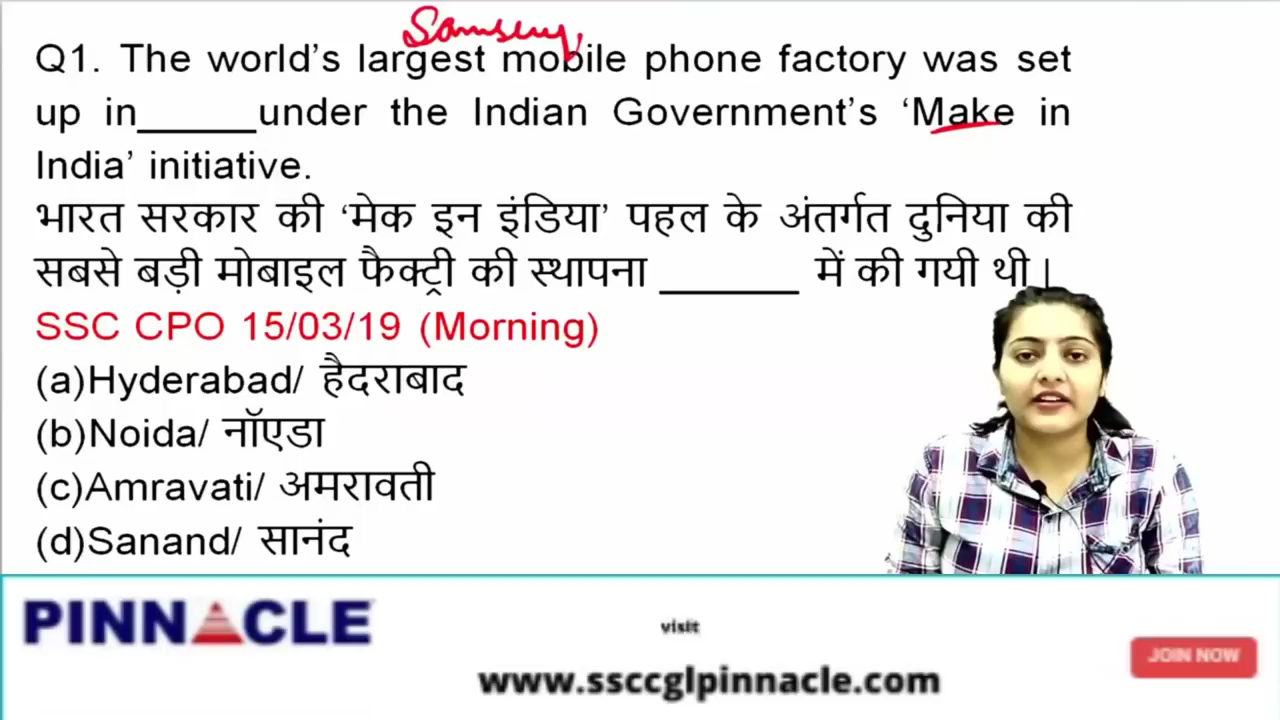 Samsung
Q1. The world’s largest mobile phone factory was set
up in_____under the Indian Government’s ‘Make in
India’ initiative.
भारत सरकार की ‘मेक इन इंडिया’ पहल के अंतर्गत दुनिया की
सबसे बड़ी मोबाइल फैक्ट्री की स्थापना ______ में की गयी थी |
SSC CPO 15/03/19 (Morning)
(a)Hyderabad/ हैदराबाद
(b)Noida/ नॉएडा
(c)Amravati/ अमरावती
(d)Sanand/ सानंद
PINNACLE
visit
www.ssccglpinnacle.com
JOIN NOW